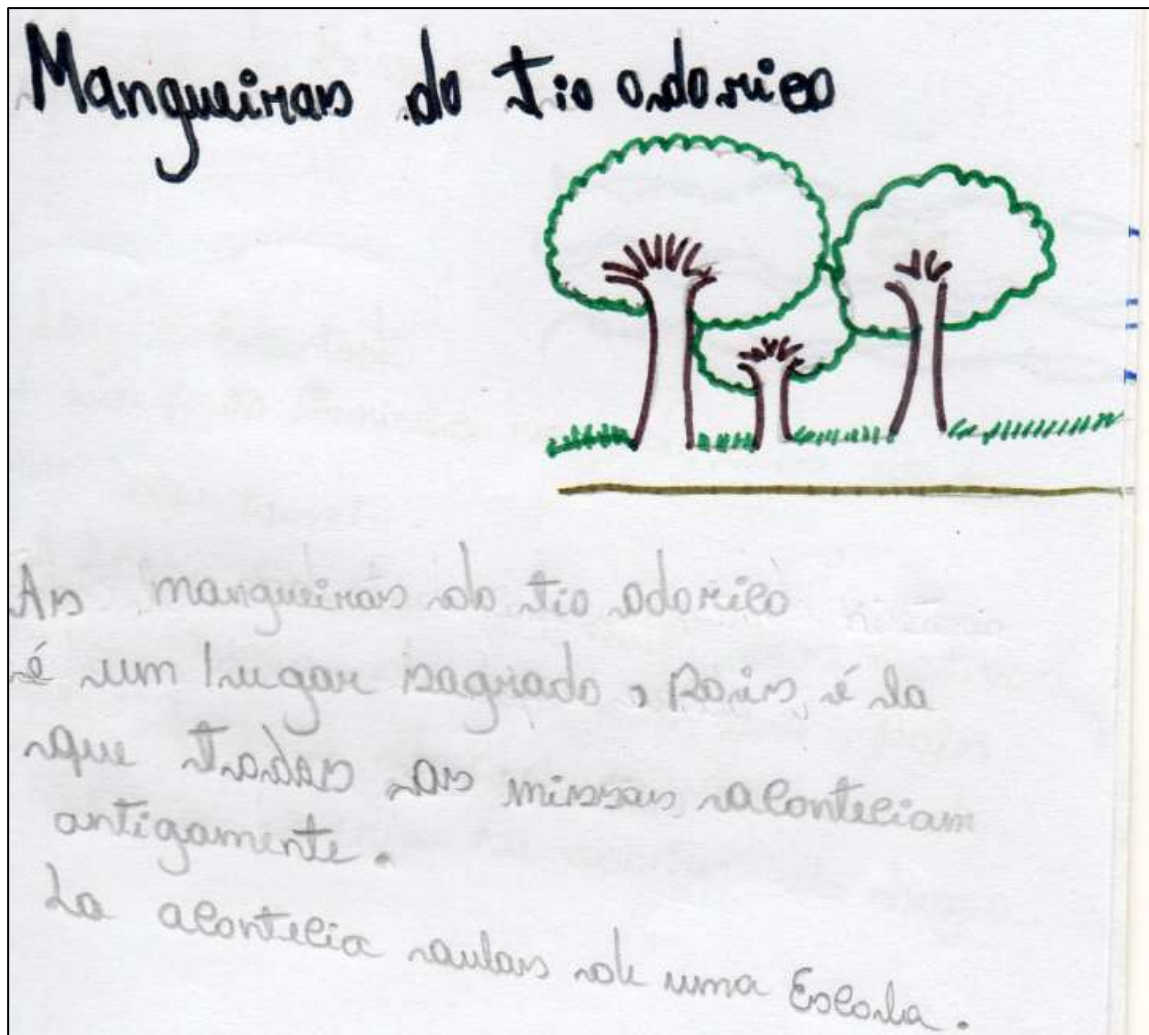 Mangueiras do tio odorico
As mangueiras do tio odorico
é um lugar sagrado. Pois, é la
que todas as missas aconteciam
antigamente.
La acontecia aulas de uma Escola.